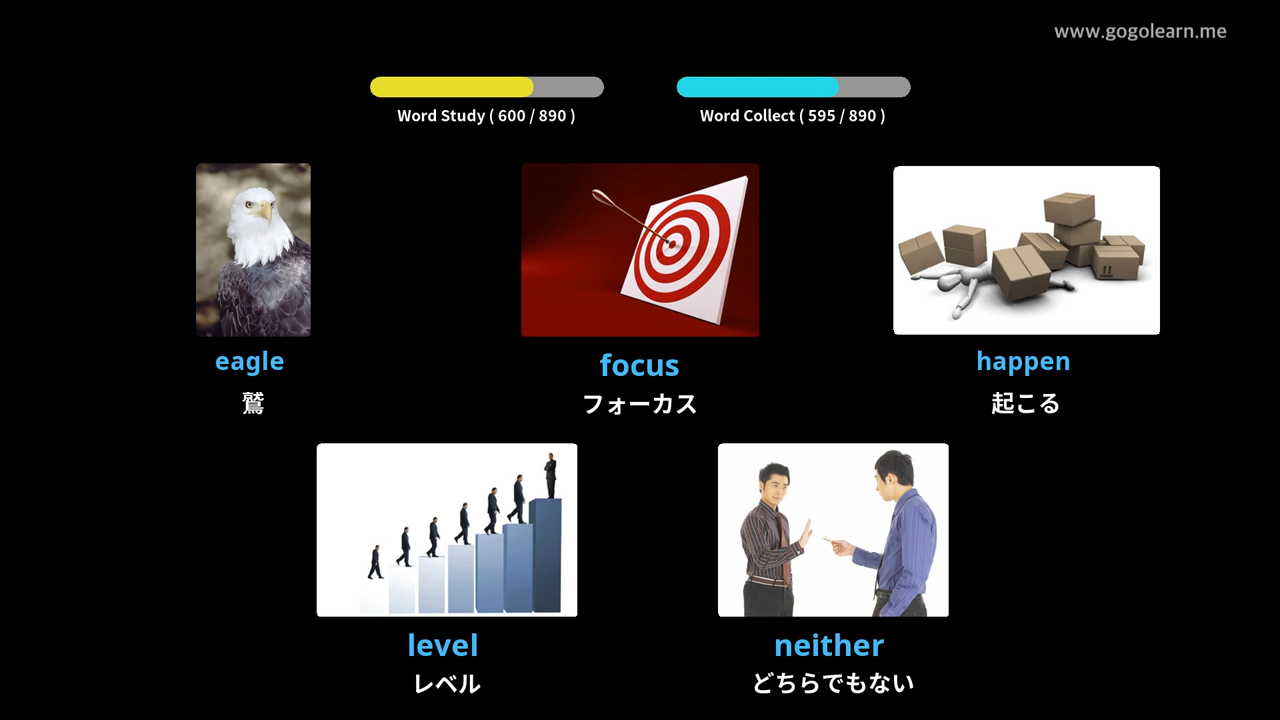 www.gogolearn.me
Word Study ( 600 / 890 )
Word Collect ( 595 / 890 )
eagle
鷲
focus
フォーカス
happen
起こる
level
レベル
neither
どちらでもない